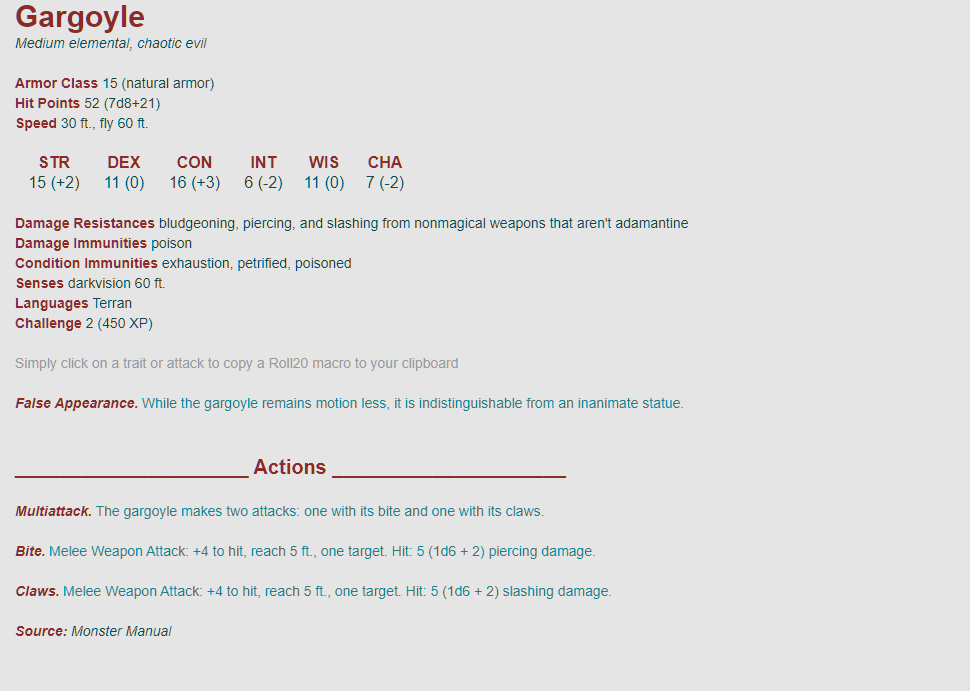 Gargoyle
Medium elemental, chaotic evil
Armor Class 15 (natural armor)
Hit Points 52 (7d8+21)
Speed 30 ft., fly 60 ft.
STR DEX CON INT WIS CHA
15 (+2) 11 (0) 16 (+3) 6 (-2) 11 (0) 7 (-2)
Damage Resistances bludgeoning, piercing, and slashing from nonmagical weapons that aren't adamantine
Damage Immunities poison
Condition Immunities exhaustion, petrified, poisoned
Senses darkvision 60 ft.
Languages Terran
Challenge 2 (450 XP)
Simply click on a trait or attack to copy a Roll20 macro to your clipboard
False Appearance. While the gargoyle remains motion less, it is indistinguishable from an inanimate statue.
_____________________ Actions _____________________
Multiattack. The gargoyle makes two attacks: one with its bite and one with its claws.
Bite. Melee Weapon Attack: +4 to hit, reach 5 ft., one target. Hit: 5 (1d6 + 2) piercing damage.
Claws. Melee Weapon Attack: +4 to hit, reach 5 ft., one target. Hit: 5 (1d6 + 2) slashing damage.
Source: Monster Manual